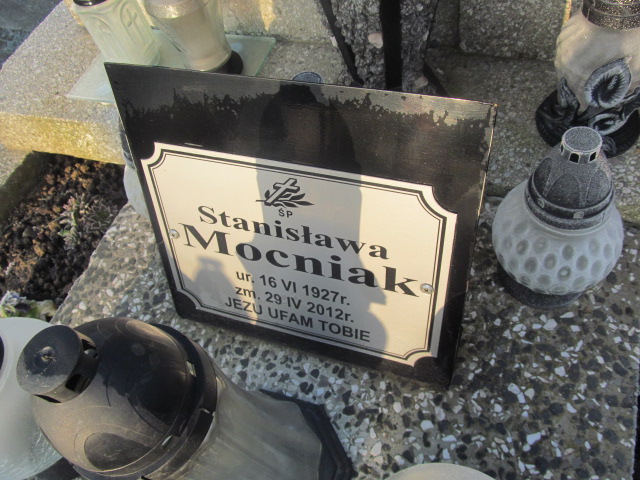 ŚP
Stanisława
Mocniak
ur. 16 VI 1927r.
zm. 29 IV 2012r.
JEZU UFAM TOBIE